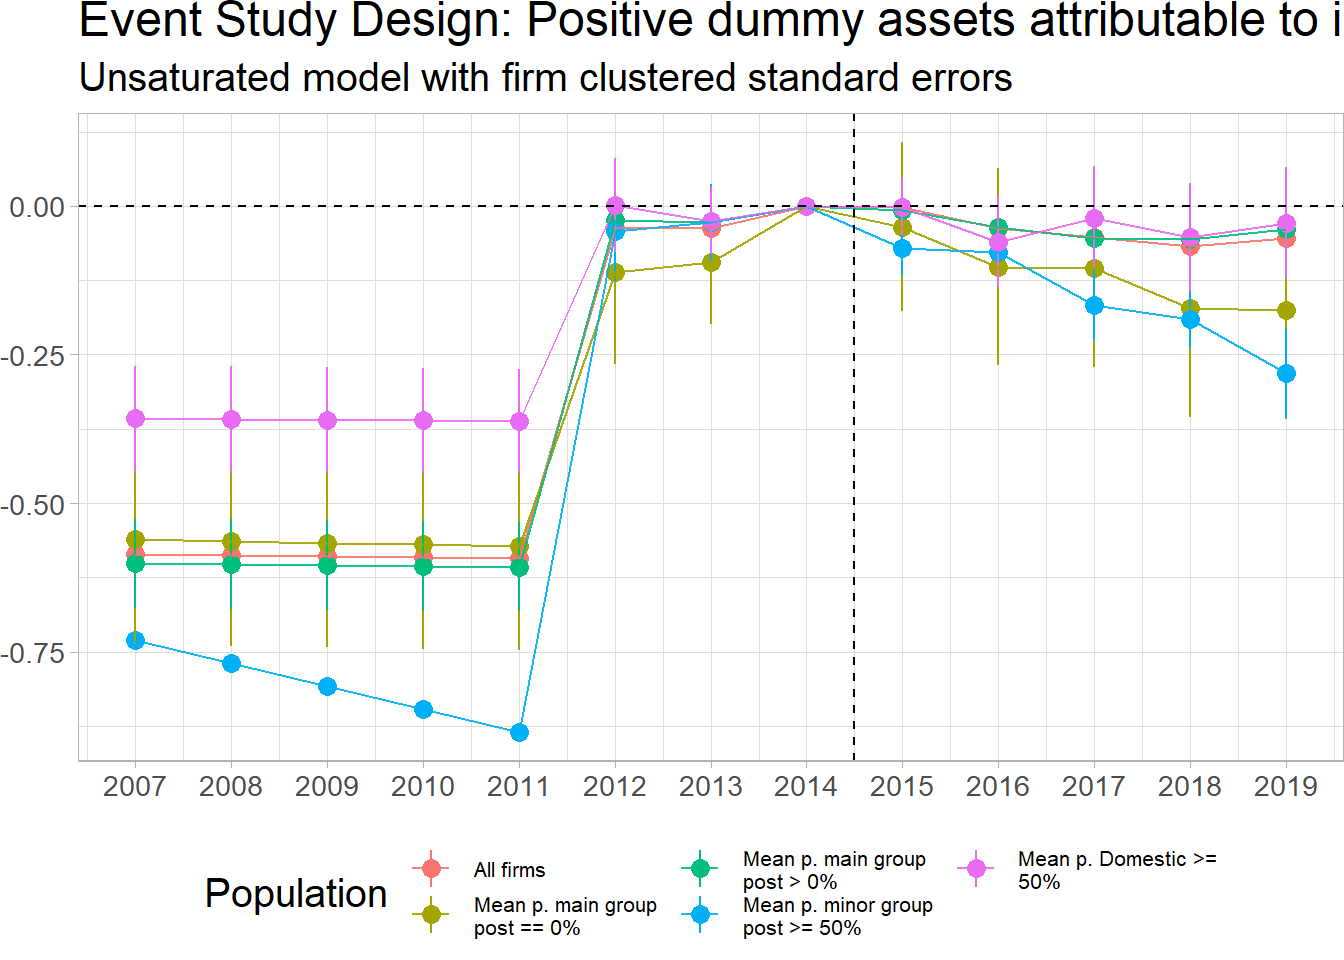 Event Study Design: Positive dummy assets attributable to i
Unsaturated model with firm clustered standard errors
0.00
-0.25
-0.50
-0.75
2007 2008 2009 2010 2011 2012 2013 2014 2015 2016 2017 2018 2019
Population
All firms
Mean p. main group
post == 0%
Mean p. main group
post > 0%
Mean p. minor group
post >= 50%
Mean p. Domestic >=
50%